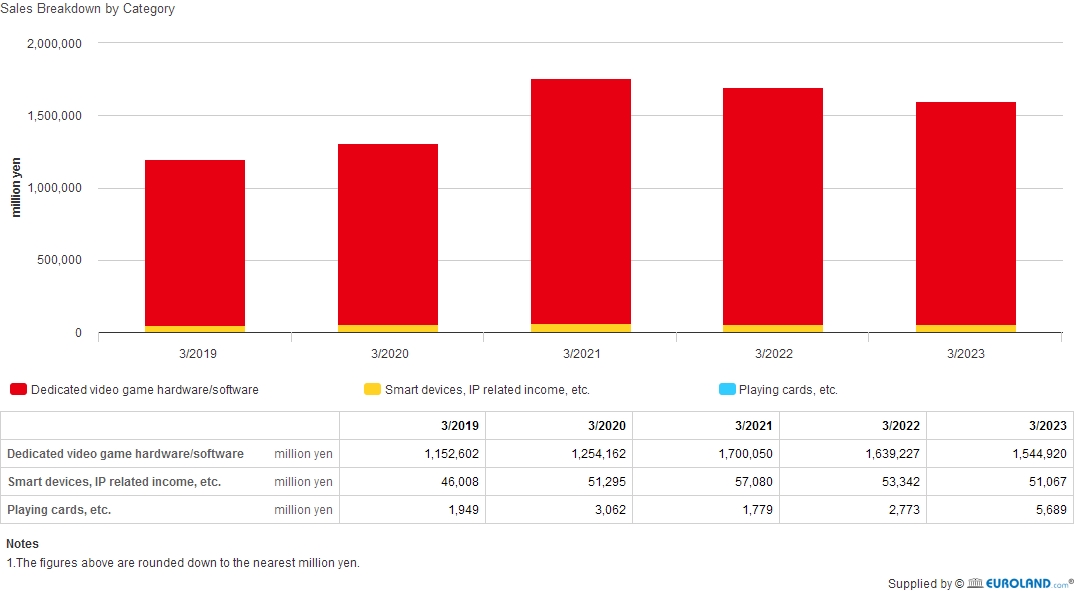 Sales Breakdown by Category
2,000,000
1,500,000
1,000,000
500,000
0
million yen
3/2019 3/2020 3/2021 3/2022 3/2023
Dedicated video game hardware/software Smart devices, IP related income, etc. Playing cards, etc.
3/2019 3/2020 3/2021 3/2022 3/2023
Dedicated video game hardware/software million yen 1,152,602 1,254,162 1,700,050 1,639,227 1,544,920
Smart devices, IP related income, etc. million yen 46,008 51,295 57,080 53,342 51,067
Playing cards, etc. million yen 1,949 3,062 1,779 2,773 5,689
Notes
1.The figures above are rounded down to the nearest million yen.
Supplied by © EUROLAND.com®